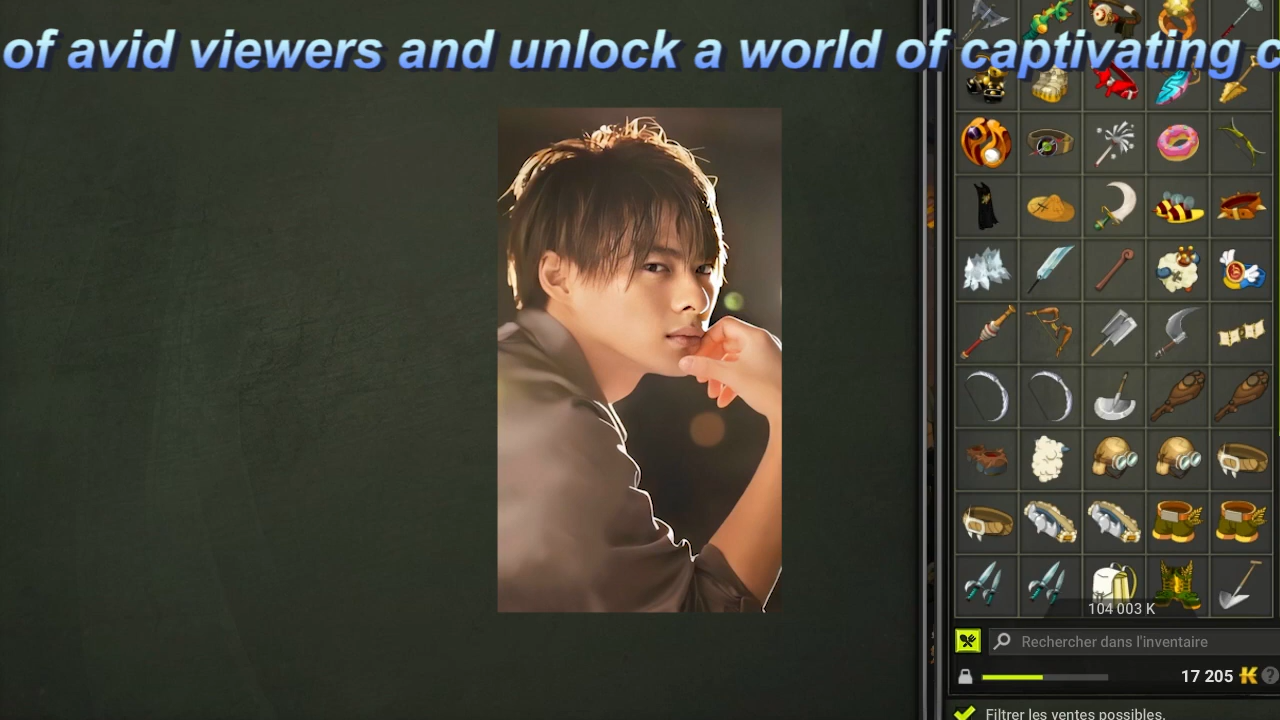 of avid viewers and unlock a world of captivating c
104 003 K
Rechercher dans l'inventaire
17 205
Filtrer les ventes possibles.